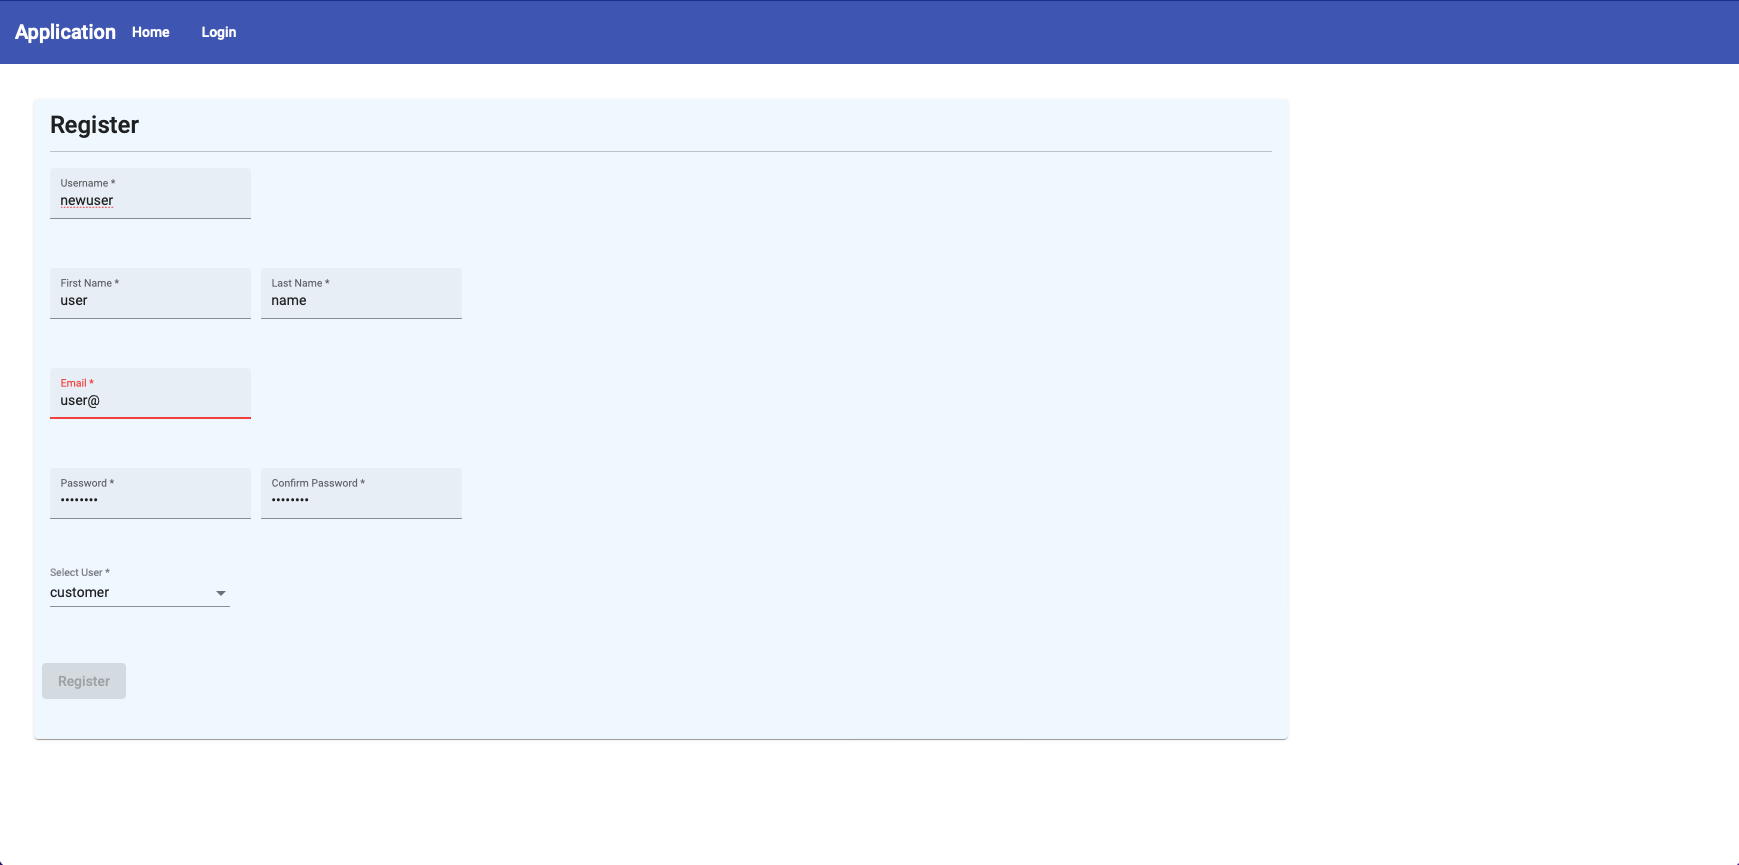 Application Home Login
Register
Username *
newuser
First Name * Last Name *
user name
Email *
user@
Password * Confirm Password *
•••••••• ••••••••
Select User *
customer
Register